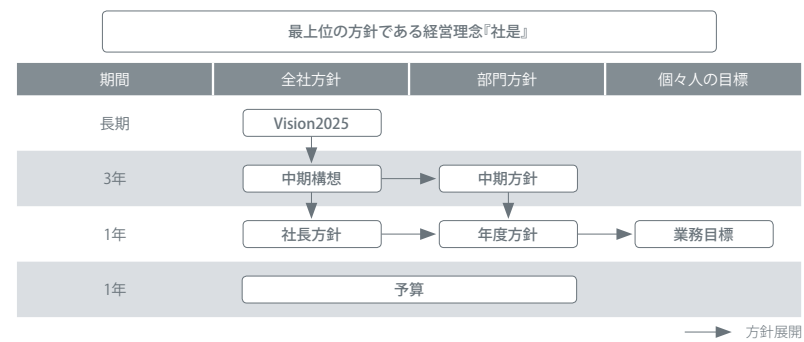 最上位の方針である経営理念『社是』
期間 全社方針 部門方針 個々人の目標
長期 Vision2025
3年 中期構想 中期方針
1年 社長方針 年度方針 業務目標
1年 予算
方針展開